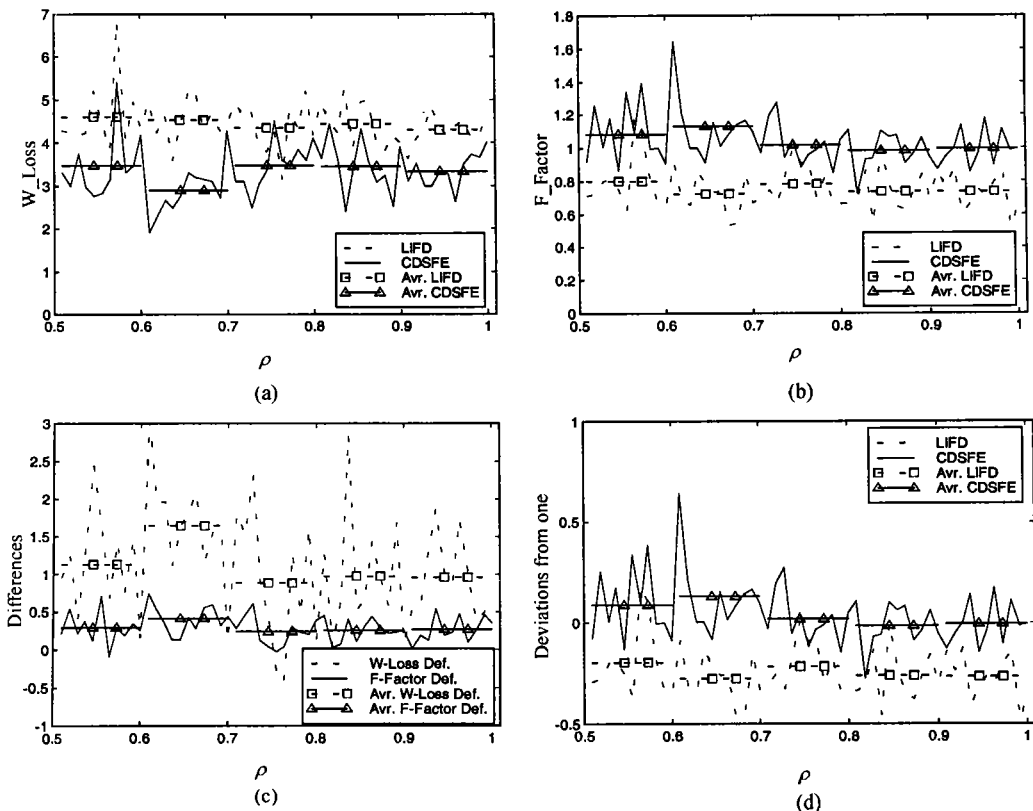 7
6
5
4
3
2
1
0
W_Loss
LIFD
CDSFE
Avr. LIFD
Avr. CDSFE
0.5 0.6 0.7 0.8 0.9 1
ρ
(a)
1.8
1.6
1.4
1.2
1
0.8
0.6
0.4
0.2
0
F_Factor
LIFD
CDSFE
Avr. LIFD
Avr. CDSFE
0.5 0.6 0.7 0.8 0.9 1
ρ
(b)
3
2.5
2
1.5
1
0.5
0
-0.5
-1
Differences
W-Loss Def.
F-Factor Def.
Avr. W-Loss Def.
Avr. F-Factor Def.
0.5 0.6 0.7 0.8 0.9 1
ρ
(c)
1
0.5
0
-0.5
Deviations from one
LIFD
CDSFE
Avr. LIFD
Avr. CDSFE
0.5 0.6 0.7 0.8 0.9 1
ρ
(d)